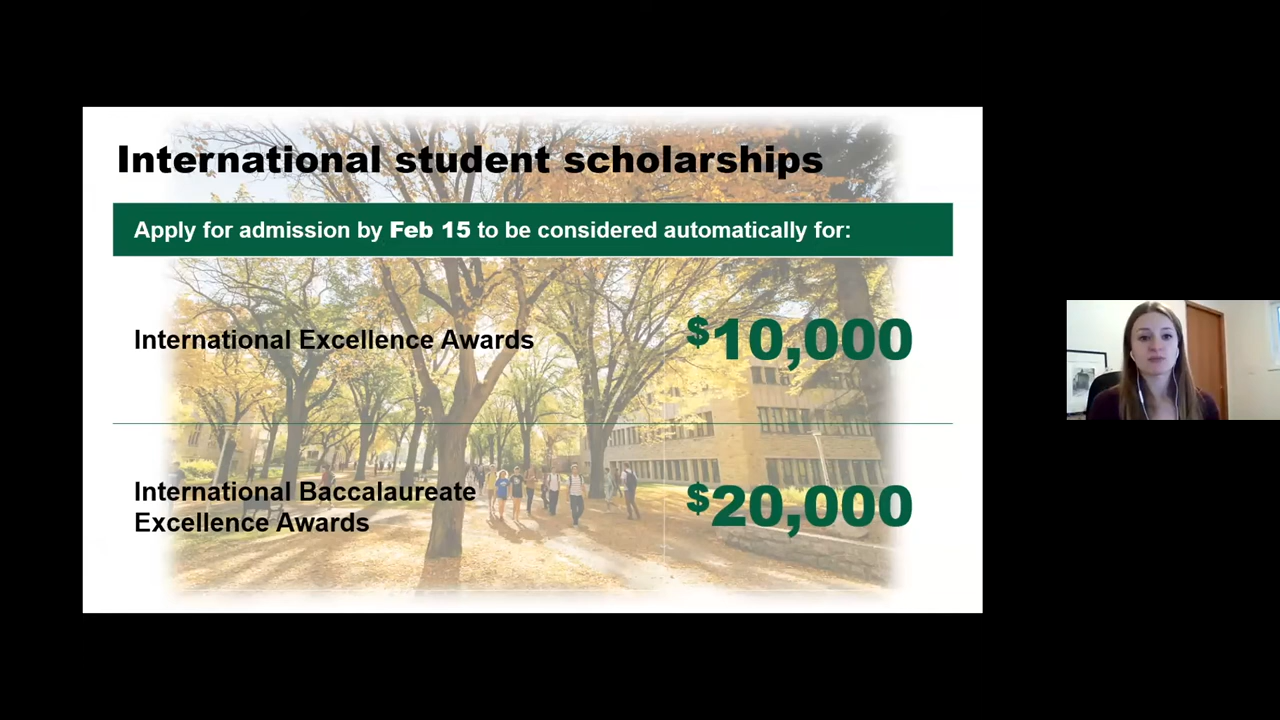 International student scholarships
Apply for admission by Feb 15 to be considered automatically for:
International Excellence Awards
$10,000
International Baccalaureate
Excellence Awards
$20,000